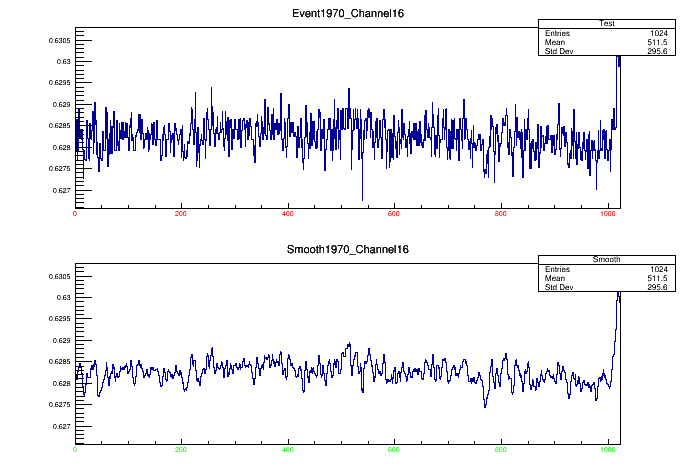 Event1970_Channel16
Test
Entries 1024
Mean 511.5
Std Dev 295.6
0.6305
0.63
0.6295
0.629
0.6285
0.628
0.6275
0.627
0 200 400 600 800 1000
Smooth1970_Channel16
Smooth
Entries 1024
Mean 511.5
Std Dev 295.6
0.6305
0.63
0.6295
0.629
0.6285
0.628
0.6275
0.627
0 200 400 600 800 1000